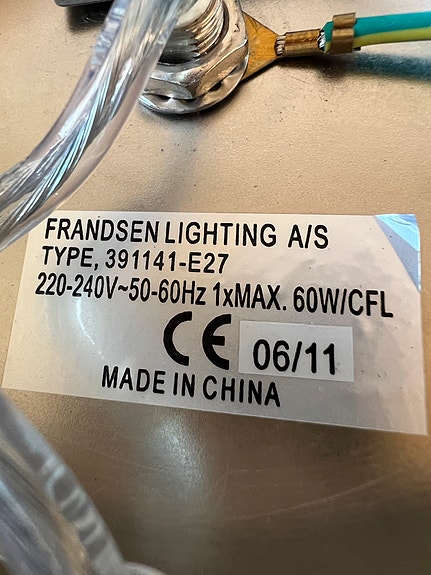 FRANDSEN LIGHTING A/S
TYPE, 391141-E27
220-240V~50-60Hz 1xMAX. 60W/CFL
CE 06/11
MADE IN CHINA